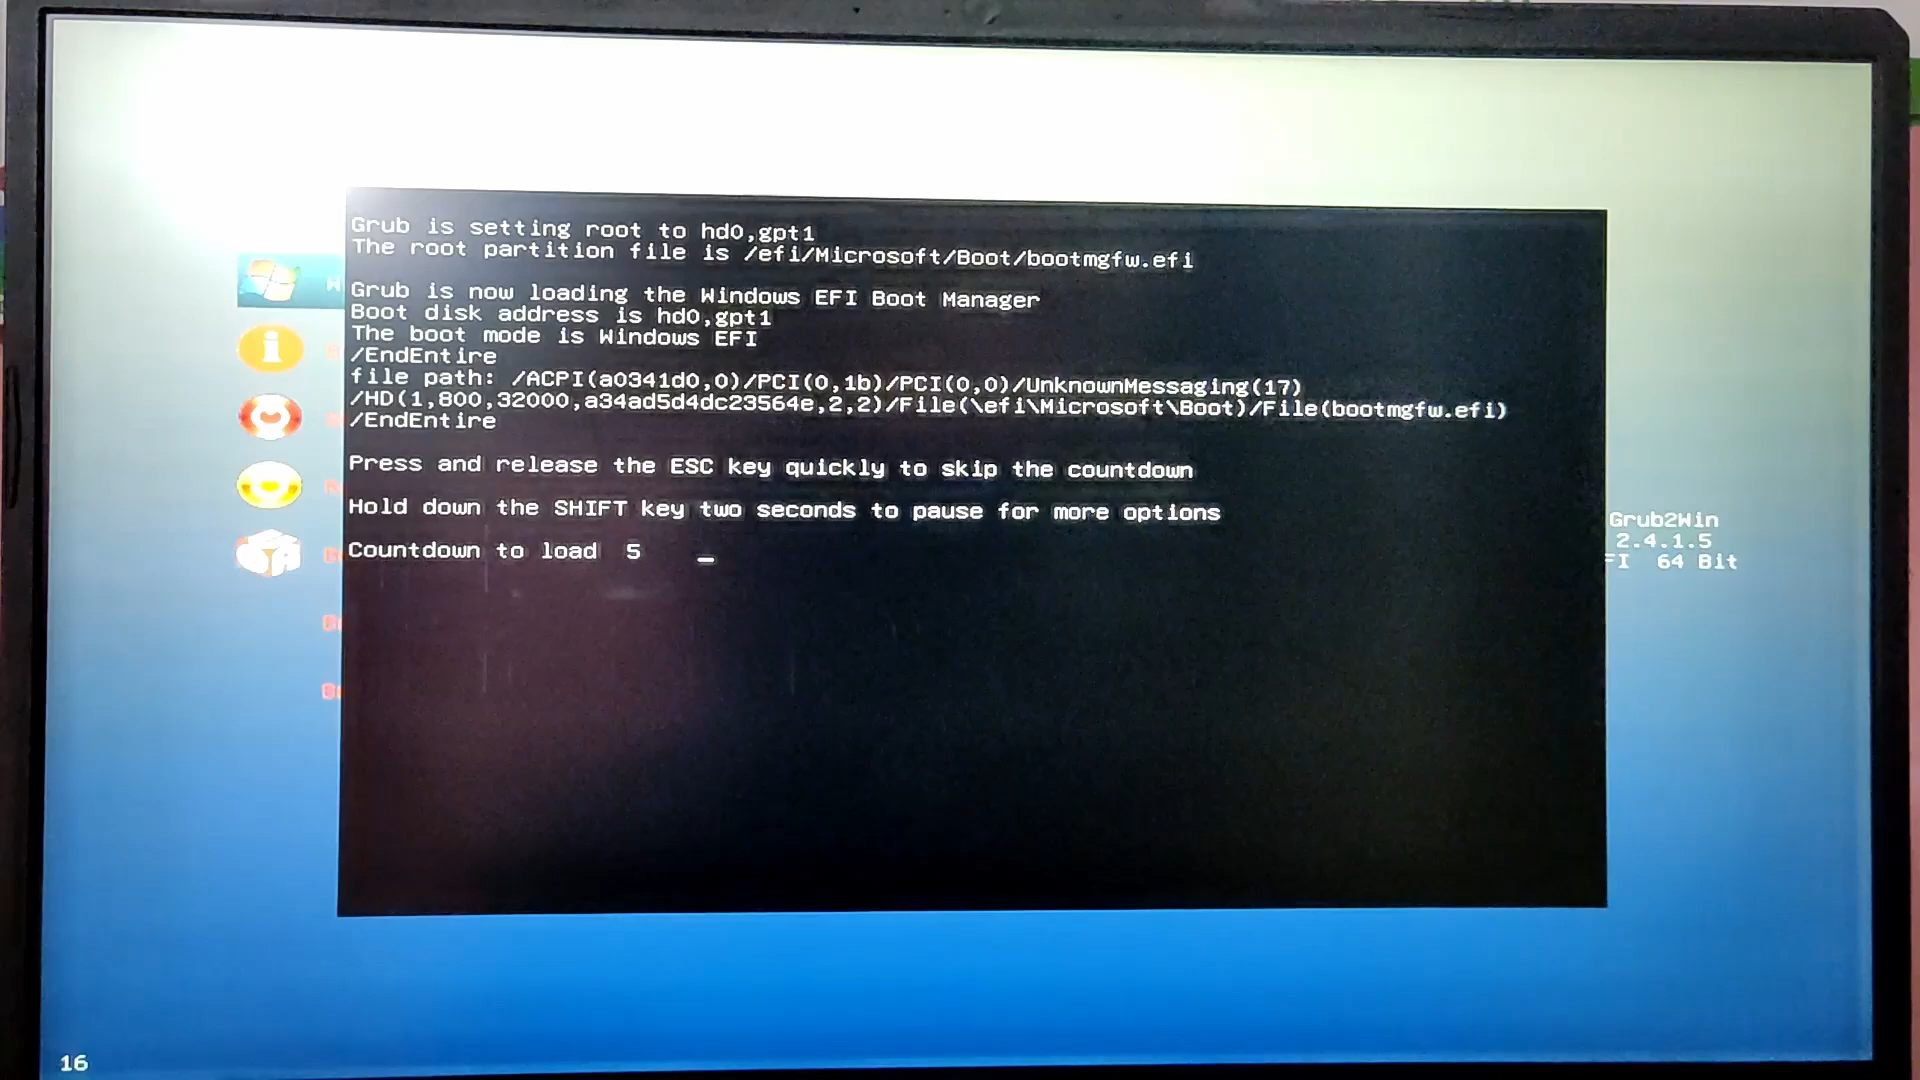 Grub is setting root to hd0,gpt1
The root partition file is /efi/Microsoft/Boot/bootmgfw.efi
Grub is now loading the Windows EFI Boot Manager
Boot disk address is hd0,gpt1
The boot mode is Windows EFI
/EndEntire
file path: /ACPI(a0341d0,0)/PCI(0,1b)/PCI(0,0)/UnknownMessaging(17)
/HD(1,800,32000,a34ad5d4dc23564e,2,2)/File(\efi\Microsoft\Boot)/File(bootmgfw.efi)
/EndEntire
Press and release the ESC key quickly to skip the countdown
Hold down the SHIFT key two seconds to pause for more options
Countdown to load 5 _
Grub2Win
2.4.1.5
FI 64 Bit
16